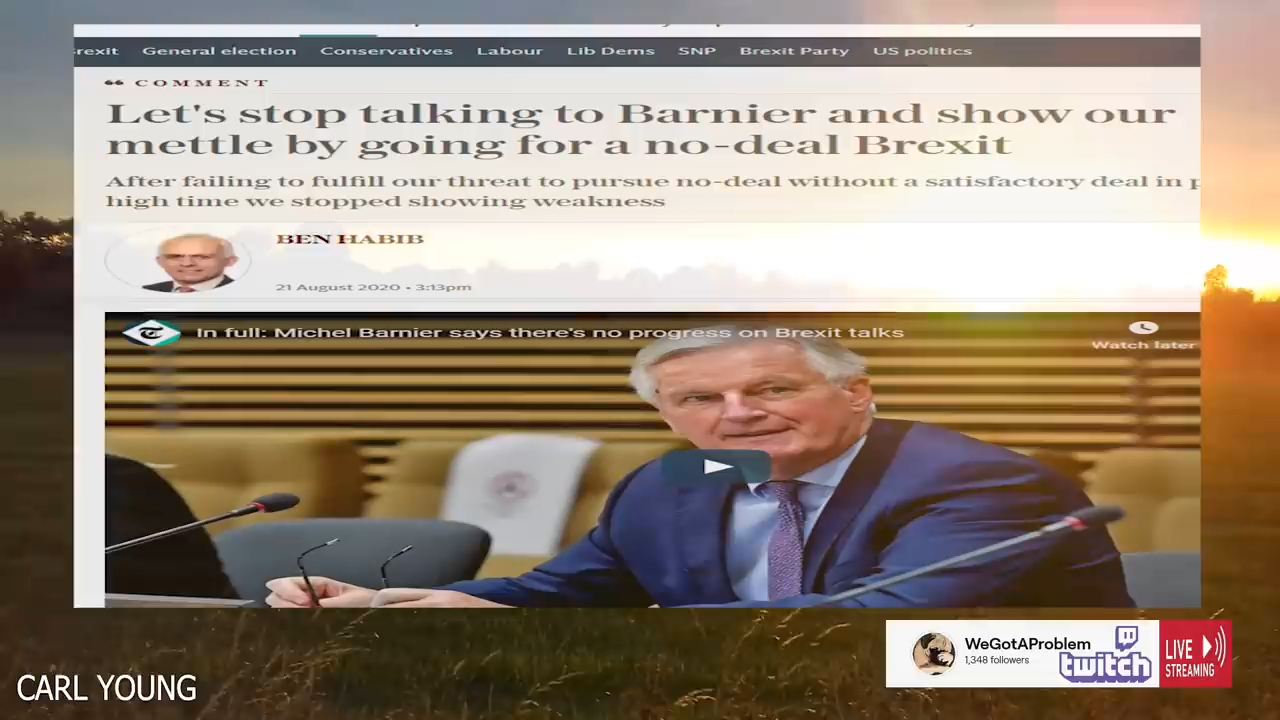 rexit General election Conservatives Labour Lib Dems SNP Brexit Party US politics
COMMENT
Let's stop talking to Barnier and show our
mettle by going for a no-deal Brexit
After failing to fulfill our threat to pursue no-deal without a satisfactory deal in p
high time we stopped showing weakness
BEN HABIB
21 August 2020 • 3:13pm
In full: Michel Barnier says there's no progress on Brexit talks
Watch later
WeGotAProblem
1,348 followers
twitch
LIVE
STREAMING
CARL YOUNG